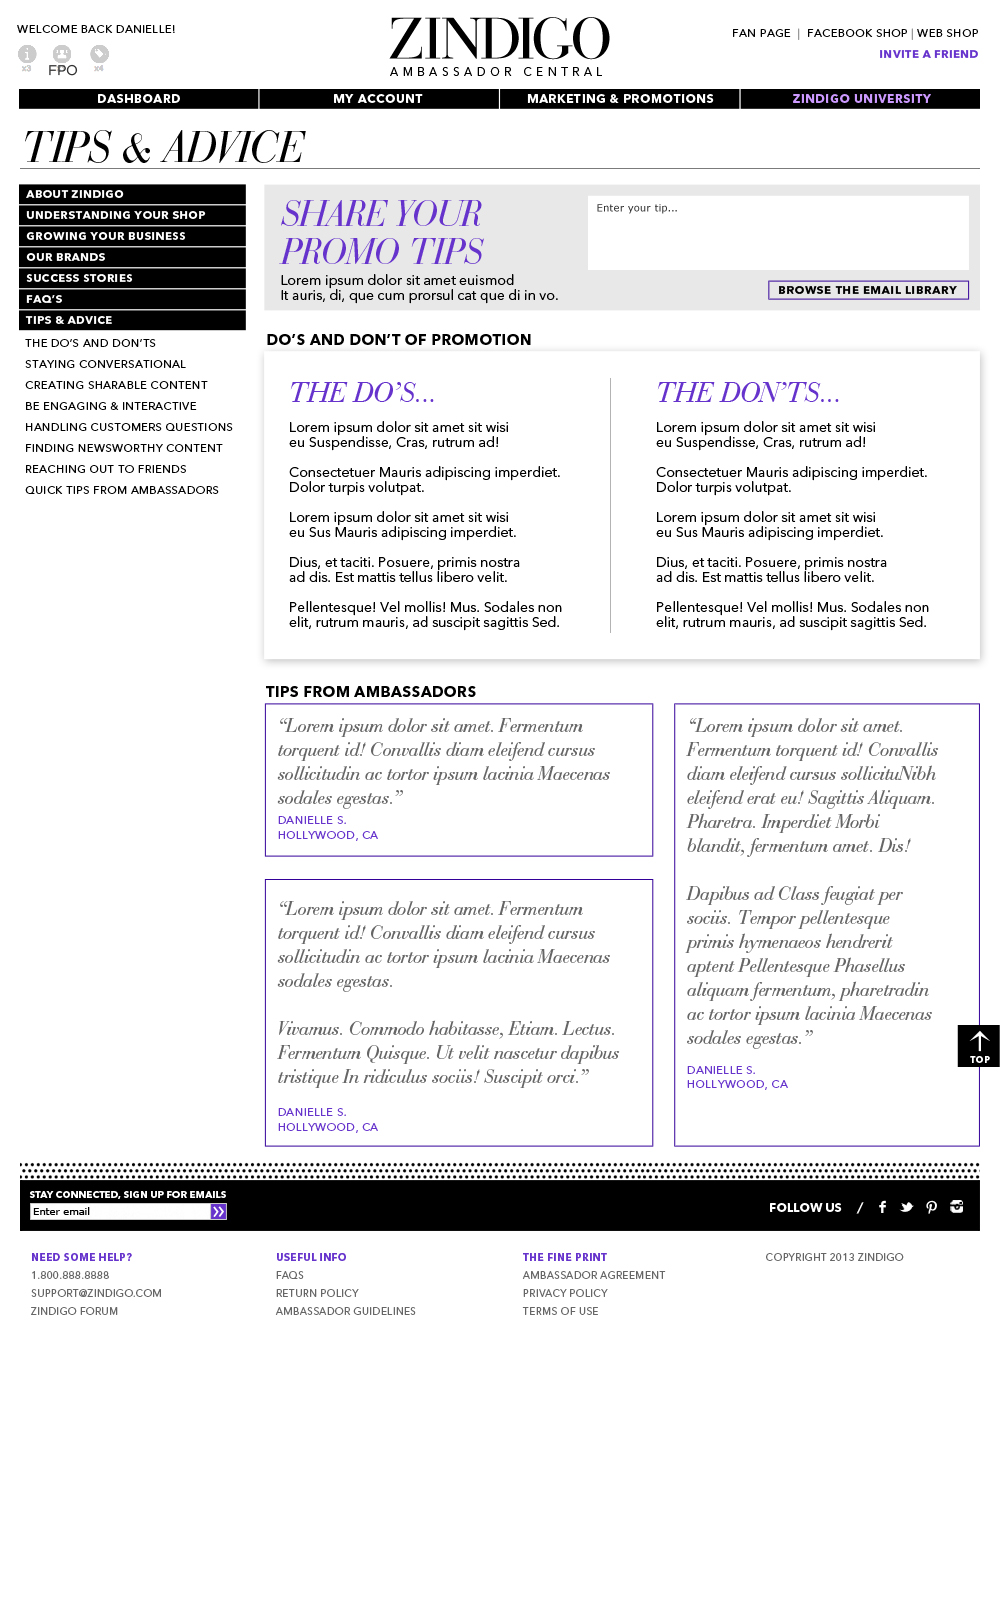 WELCOME BACK DANIELLE!
x3
FPO
x4
ZINDIGO
AMBASSADOR CENTRAL
FAN PAGE | FACEBOOK SHOP | WEB SHOP
INVITE A FRIEND
DASHBOARD
MY ACCOUNT
MARKETING & PROMOTIONS
ZINDIGO UNIVERSITY
TIPS & ADVICE
ABOUT ZINDIGO
UNDERSTANDING YOUR SHOP
GROWING YOUR BUSINESS
OUR BRANDS
SUCCESS STORIES
FAQ'S
TIPS & ADVICE
THE DO'S AND DON'TS
STAYING CONVERSATIONAL
CREATING SHARABLE CONTENT
BE ENGAGING & INTERACTIVE
HANDLING CUSTOMERS QUESTIONS
FINDING NEWSWORTHY CONTENT
REACHING OUT TO FRIENDS
QUICK TIPS FROM AMBASSADORS
SHARE YOUR
PROMO TIPS
Lorem ipsum dolor sit amet euismod
It auris, di, que cum prorsul cat que di in vo.
Enter your tip...
BROWSE THE EMAIL LIBRARY
DO'S AND DON'T OF PROMOTION
THE DO'S...
Lorem ipsum dolor sit amet sit wisi
eu Suspendisse, Cras, rutrum ad!
Consectetuer Mauris adipiscing imperdiet.
Dolor turpis volutpat.
Lorem ipsum dolor sit amet sit wisi
eu Sus Mauris adipiscing imperdiet.
Dius, et taciti. Posuere, primis nostra
ad dis. Est mattis tellus libero velit.
Pellentesque! Vel mollis! Mus. Sodales non
elit, rutrum mauris, ad suscipit sagittis Sed.
THE DON'TS...
Lorem ipsum dolor sit amet sit wisi
eu Suspendisse, Cras, rutrum ad!
Consectetuer Mauris adipiscing imperdiet.
Dolor turpis volutpat.
Lorem ipsum dolor sit amet sit wisi
eu Sus Mauris adipiscing imperdiet.
Dius, et taciti. Posuere, primis nostra
ad dis. Est mattis tellus libero velit.
Pellentesque! Vel mollis! Mus. Sodales non
elit, rutrum mauris, ad suscipit sagittis Sed.
TIPS FROM AMBASSADORS
“Lorem ipsum dolor sit amet. Fermentum
torquent id! Convallis diam eleifend cursus
sollicitudin ac tortor ipsum lacinia Maecenas
sodales egestas.”
DANIELLE S.
HOLLYWOOD, CA
“Lorem ipsum dolor sit amet. Fermentum
torquent id! Convallis diam eleifend cursus
sollicitudin ac tortor ipsum lacinia Maecenas
sodales egestas.
Vivamus. Commodo habitasse, Etiam. Lectus.
Fermentum Quisque. Ut velit nascetur dapibus
tristique In ridiculus sociis! Suscipit orci.”
DANIELLE S.
HOLLYWOOD, CA
“Lorem ipsum dolor sit amet.
Fermentum torquent id! Convallis
diam eleifend cursus sollicituNibh
eleifend erat eu! Sagittis Aliquam.
Pharetra. Imperdiet Morbi
blandit, fermentum amet. Dis!
Dapibus ad Class feugiat per
sociis. Tempor pellentesque
primis hymenaeos hendrerit
aptent Pellentesque Phasellus
aliquam fermentum, pharetradin
ac tortor ipsum lacinia Maecenas
sodales egestas.”
DANIELLE S.
HOLLYWOOD, CA
TOP
STAY CONNECTED, SIGN UP FOR EMAILS
Enter email
FOLLOW US /
NEED SOME HELP?
1.800.888.8888
SUPPORT@ZINDIGO.COM
ZINDIGO FORUM
USEFUL INFO
FAQS
RETURN POLICY
AMBASSADOR GUIDELINES
THE FINE PRINT
AMBASSADOR AGREEMENT
PRIVACY POLICY
TERMS OF USE
COPYRIGHT 2013 ZINDIGO